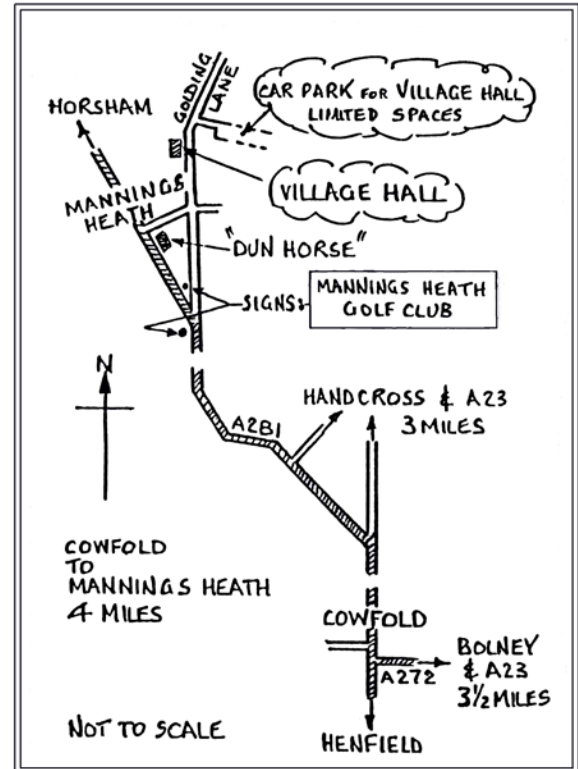 GOLDING
LANE
CAR PARK FOR VILLAGE HALL
LIMITED SPACES
HORSHAM
VILLAGE HALL
MANNINGS
HEATH
"DUN HORSE"
SIGNS:
MANNINGS HEATH
GOLF CLUB
N
HANDCROSS & A23
3 MILES
A281
COWFOLD
TO
MANNINGS HEATH
4 MILES
COWFOLD
BOLNEY
& A23
3½ MILES
A272
NOT TO SCALE
HENFIELD